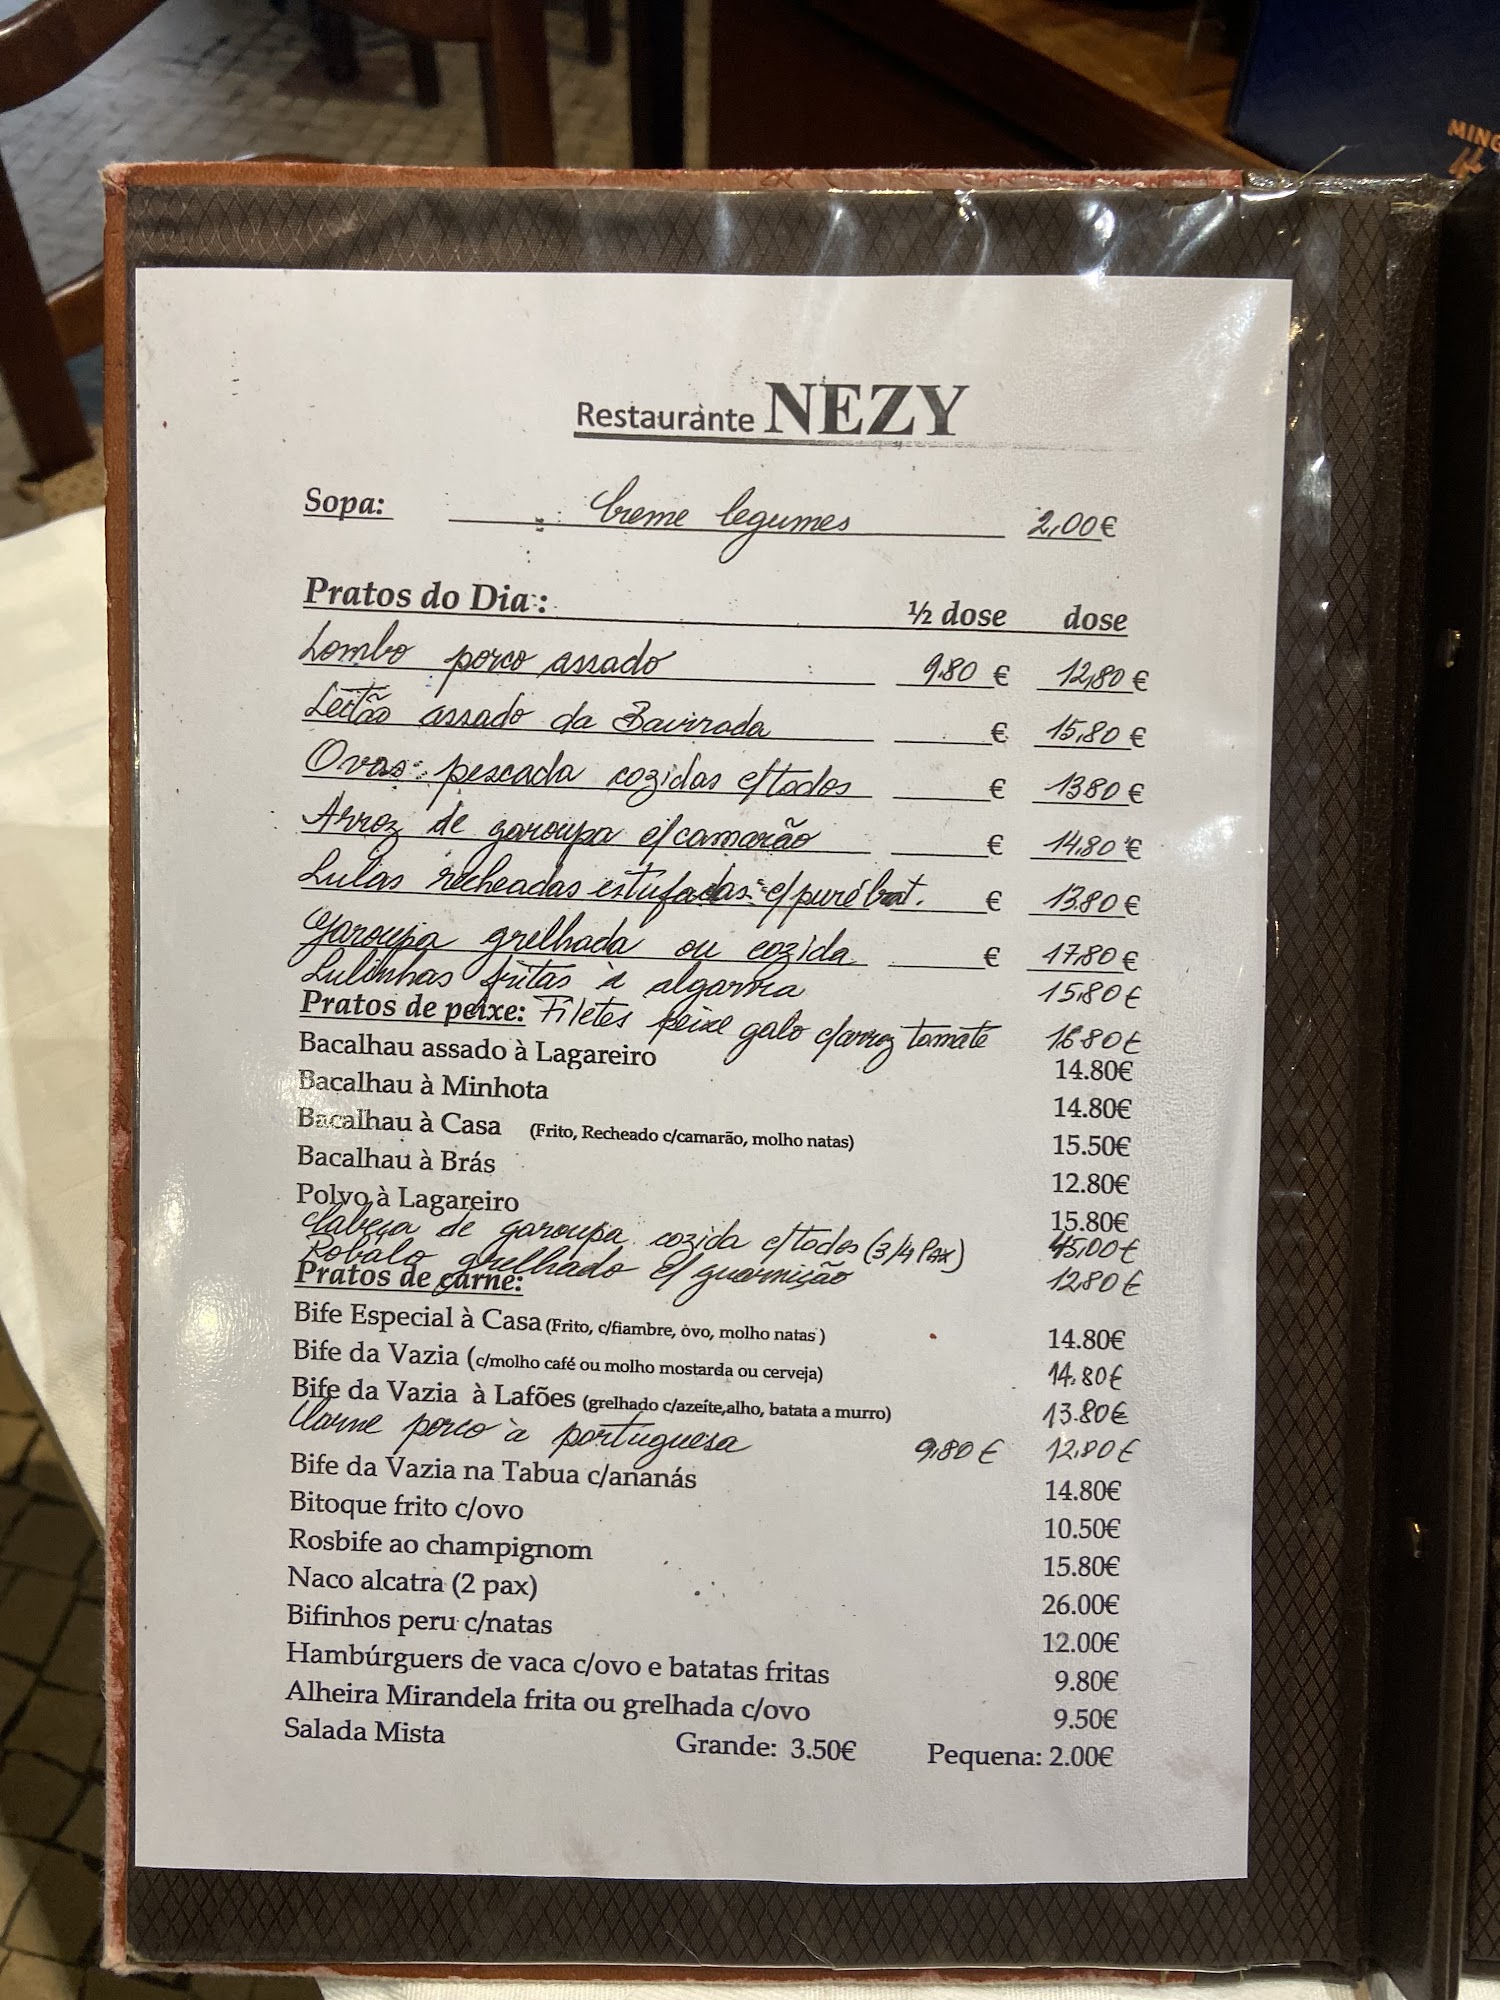 MING
Restaurante NEZY
Sopa: Creme legumes 2,00€
Pratos do Dia: ½ dose dose
Lombo porco assado 9.80 € 12,80 €
Leitão assado da Bairrada € 15,80 €
Ovas pescada cozidas c/todos € 13.80 €
Arroz de garoupa c/camarão € 14,80 €
Lulas recheadas estufadas c/puré bat. € 13.80 €
Garoupa grelhada ou cozida € 17,80 €
Lulinhas fritas à algarvia 15,80 €
Pratos de peixe: Filetes peixe galo c/arroz tomate 16.80 €
Bacalhau assado à Lagareiro 14.80€
Bacalhau à Minhota 14.80€
Bacalhau à Casa (Frito, Recheado c/camarão, molho natas) 15.50€
Bacalhau à Brás 12.80€
Polvo à Lagareiro 15.80€
Cabeça de garoupa cozida c/todos (3/4 Pax) 45,00€
Robalo grelhado c/ guarnição 12,80 €
Pratos de carne:
Bife Especial à Casa (Frito, c/fiambre, ovo, molho natas) 14.80€
Bife da Vazia (c/molho café ou molho mostarda ou cerveja) 14.80€
Bife da Vazia à Lafões (grelhado c/azeite,alho, batata a murro) 13.80€
Carne porco à portuguesa 9,80 € 12,80 €
Bife da Vazia na Tabua c/ananás 14.80€
Bitoque frito c/ovo 10.50€
Rosbife ao champignom 15.80€
Naco alcatra (2 pax) 26.00€
Bifinhos peru c/natas 12.00€
Hambúrguers de vaca c/ovo e batatas fritas 9.80€
Alheira Mirandela frita ou grelhada c/ovo 9.50€
Salada Mista Grande: 3.50€ Pequena: 2.00€